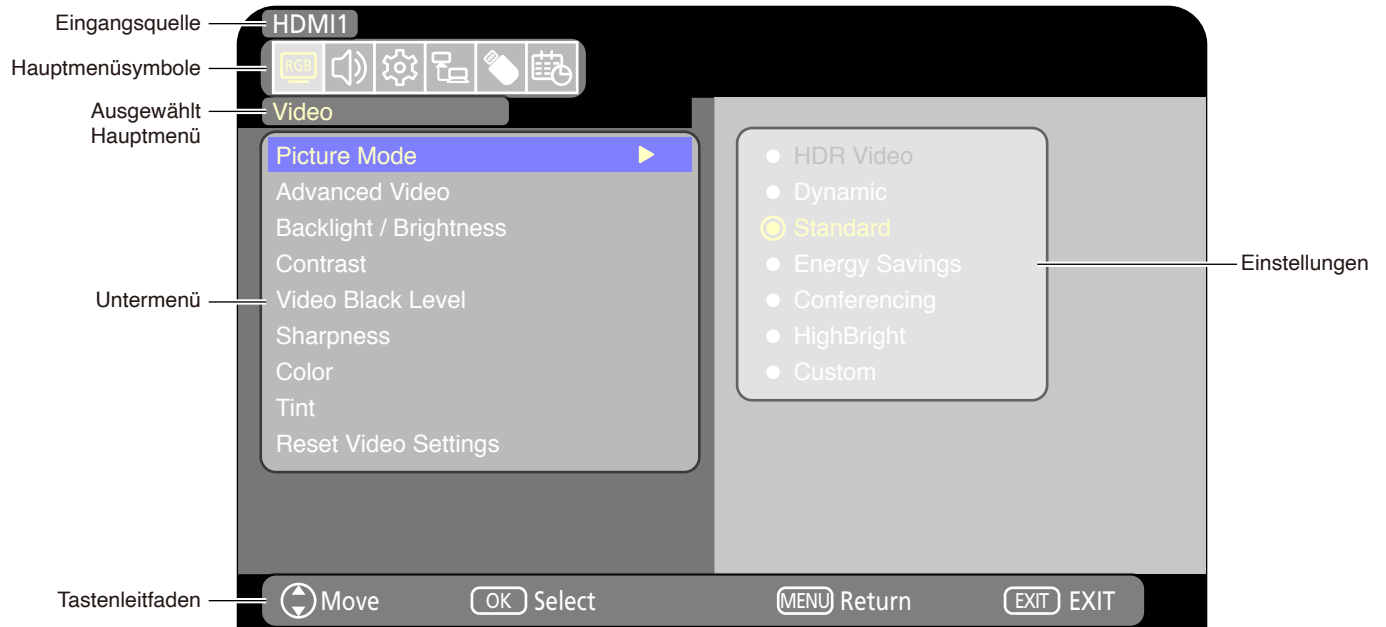 Eingangsquelle
HDMI1
Hauptmenüsymbole
RGB
Ausgewählt
Hauptmenü
Video
Picture Mode
Advanced Video
Backlight / Brightness
Contrast
Untermenü
Video Black Level
Sharpness
Color
Tint
Reset Video Settings
HDR Video
Dynamic
Standard
Energy Savings
Conferencing
HighBright
Custom
Einstellungen
Tastenleitfaden
Move
OK Select
MENU Return
EXIT EXIT